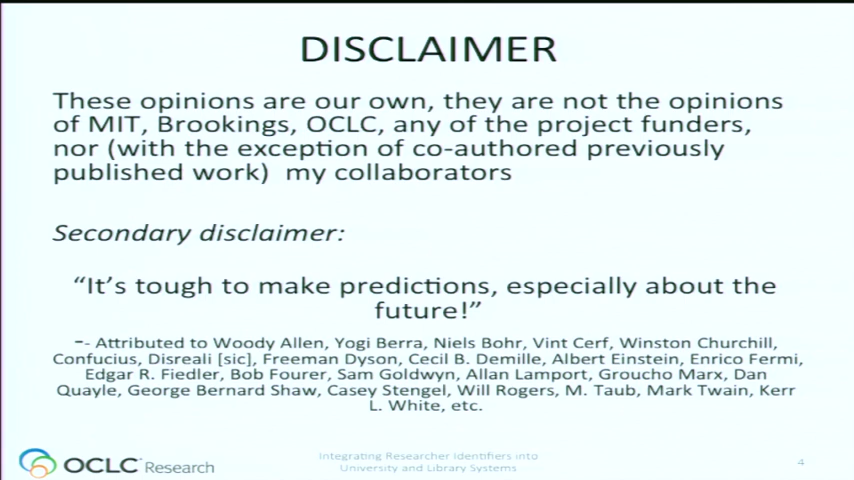 DISCLAIMER
These opinions are our own, they are not the opinions
of MIT, Brookings, OCLC, any of the project funders,
nor (with the exception of co-authored previously
published work)  my collaborators
Secondary disclaimer:
“It’s tough to make predictions, especially about the
future!”
-- Attributed to Woody Allen, Yogi Berra, Niels Bohr, Vint Cerf, Winston Churchill,
Confucius, Disreali [sic], Freeman Dyson, Cecil B. Demille, Albert Einstein, Enrico Fermi,
Edgar R. Fiedler, Bob Fourer, Sam Goldwyn, Allan Lamport, Groucho Marx, Dan
Quayle, George Bernard Shaw, Casey Stengel, Will Rogers, M. Taub, Mark Twain, Kerr
L. White, etc.
OCLC Research
Integrating Researcher Identifiers into
University and Library Systems
4